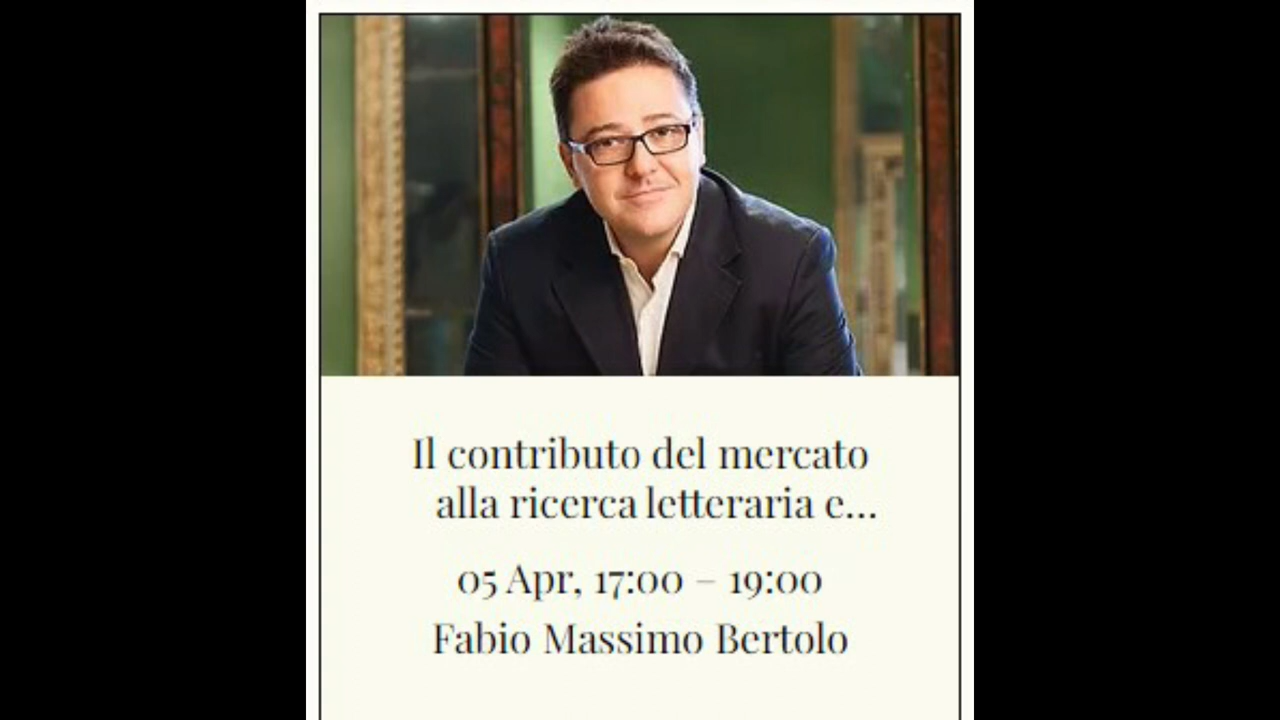 Il contributo del mercato
alla ricerca letteraria e...
05 Apr, 17:00 – 19:00
Fabio Massimo Bertolo